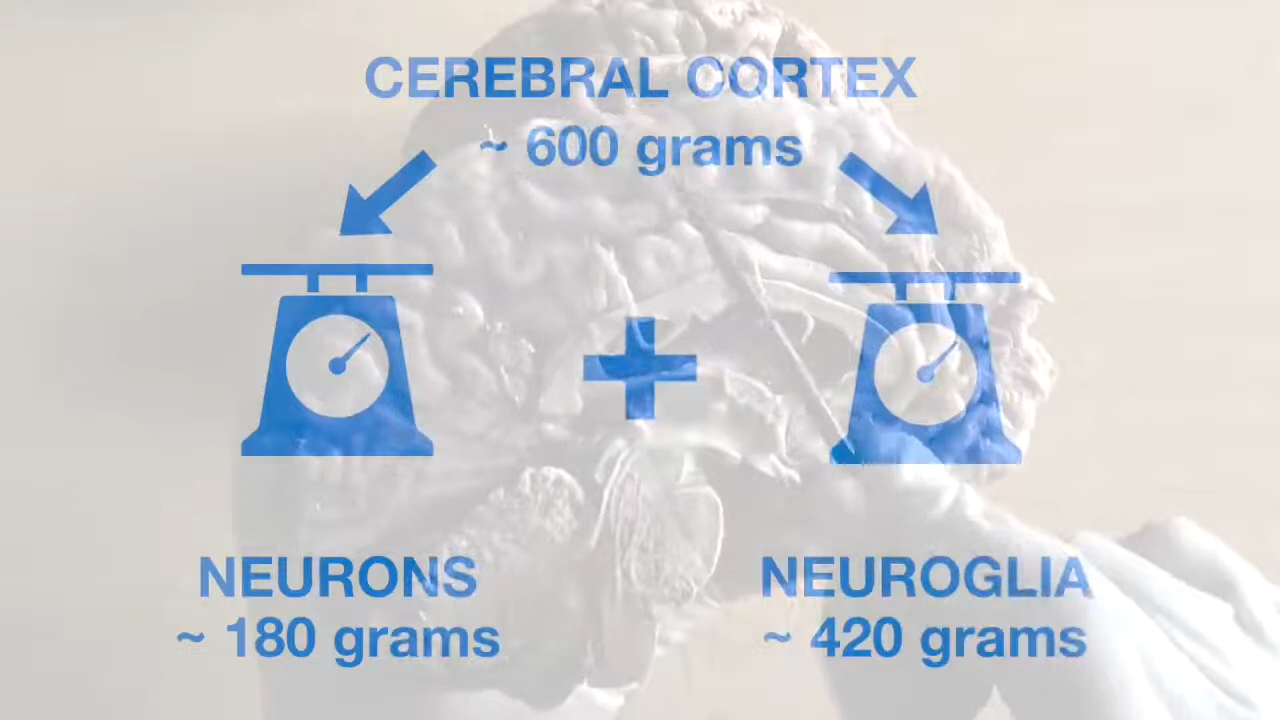 CEREBRAL CORTEX
~ 600 grams
NEURONS
~ 180 grams
NEUROGLIA
~ 420 grams